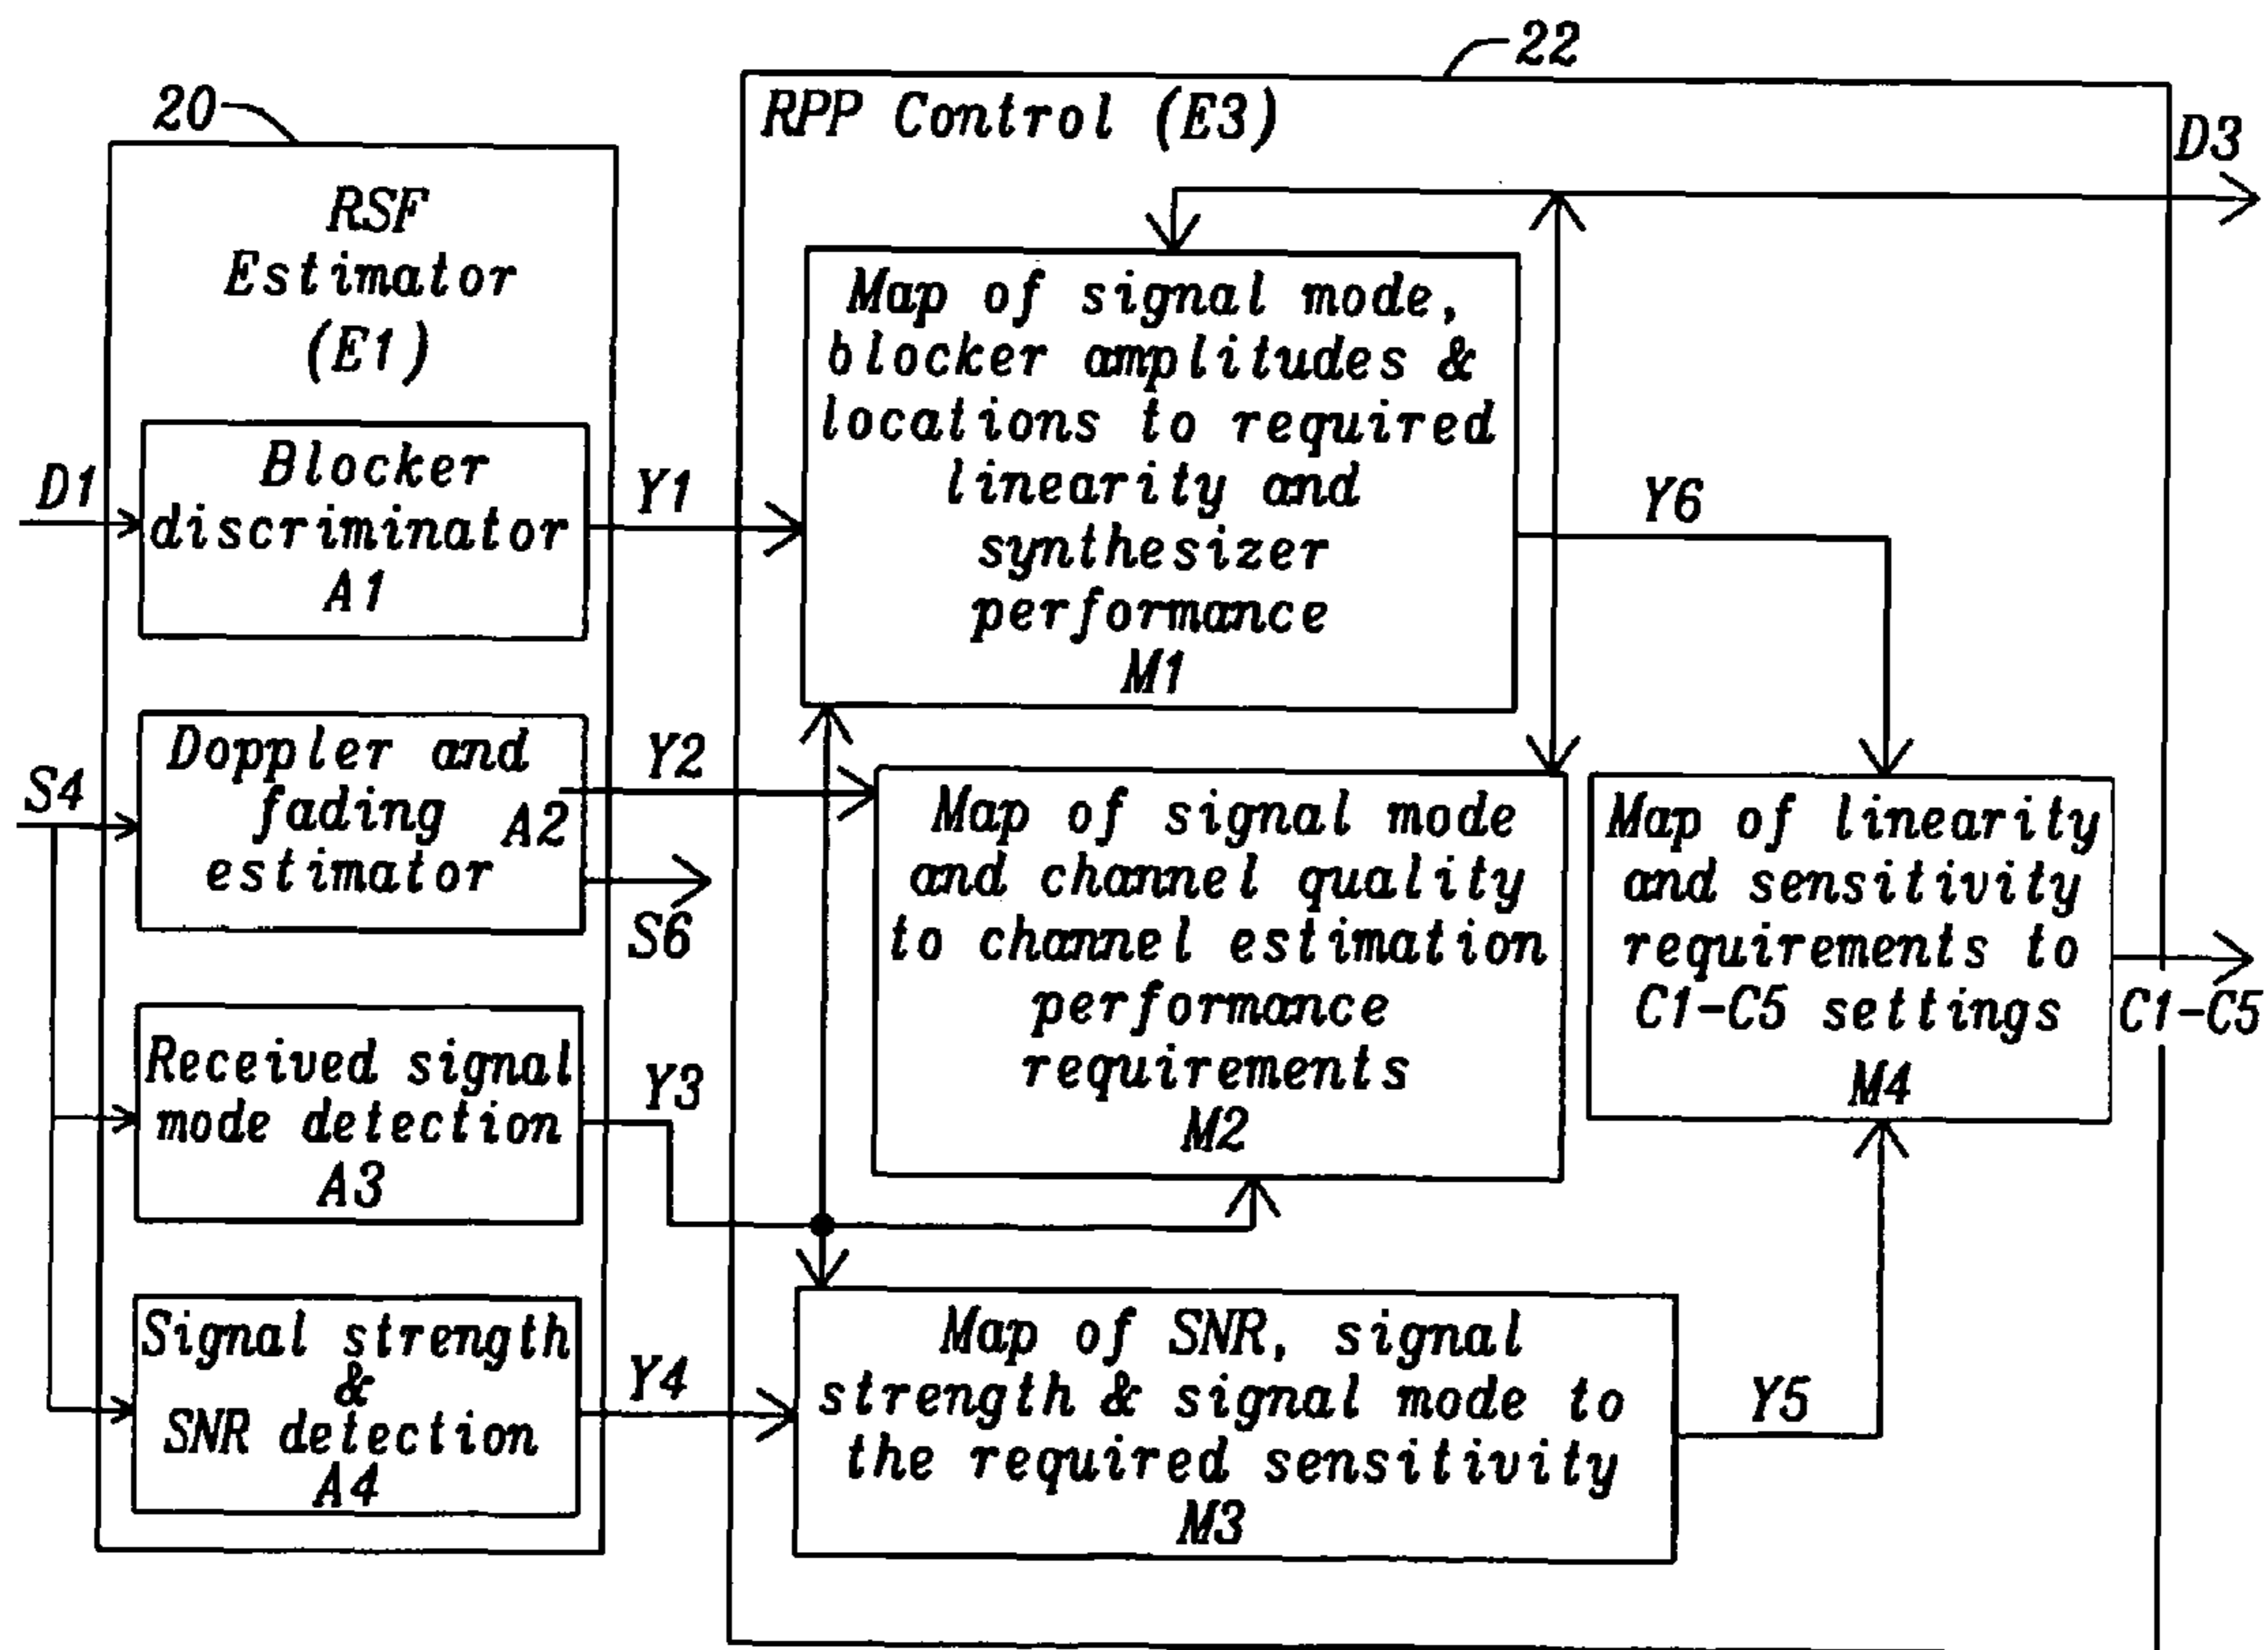 22
20
RPP Control (E3)
D3
RSF
Estimator
(E1)
Map of signal mode,
blocker amplitudes &
locations to required
linearity and
synthesizer
performance
M1
D1
Blocker
discriminator
A1
Y1
Y6
S4
Doppler and
fading
estimator
A2
Y2
S6
Map of signal mode
and channel quality
to channel estimation
performance
requirements
M2
Map of linearity
and sensitivity
requirements to
C1-C5 settings
M4
C1-C5
Received signal
mode detection
A3
Y3
Signal strength
&
SNR detection
A4
Y4
Map of SNR, signal
strength & signal mode to
the required sensitivity
M3
Y5